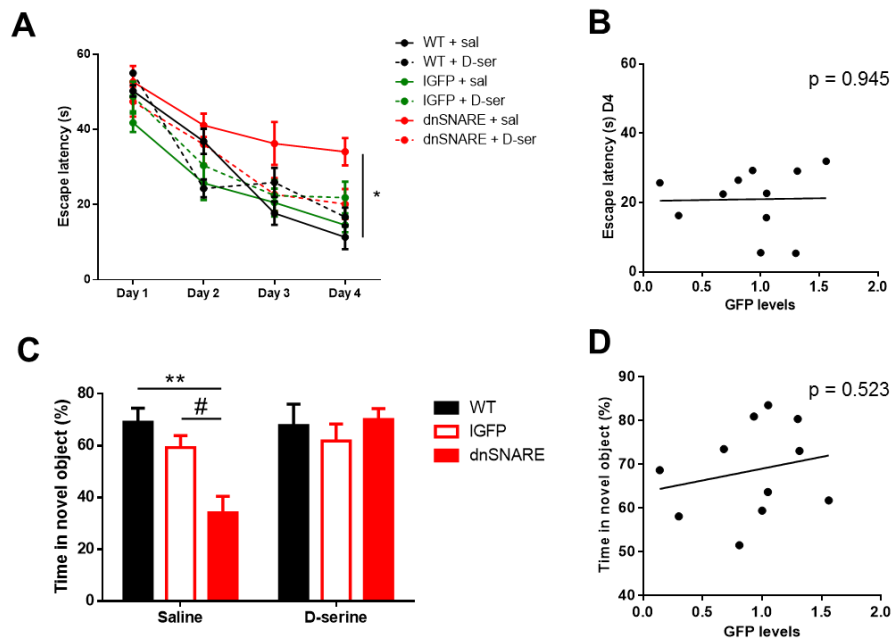 A
Escape latency (s)
60
40
20
0
Day 1 Day 2 Day 3 Day 4
WT + sal
WT + D-ser
lGFP + sal
lGFP + D-ser
dnSNARE + sal
dnSNARE + D-ser
*
B
p = 0.945
Escape latency (s) D4
60
40
20
0
0.0 0.5 1.0 1.5 2.0
GFP levels
C
Time in novel object (%)
80
60
40
20
0
**
#
Saline D-serine
WT
lGFP
dnSNARE
D
p = 0.523
Time in novel object (%)
90
80
70
60
50
40
0.0 0.5 1.0 1.5 2.0
GFP levels